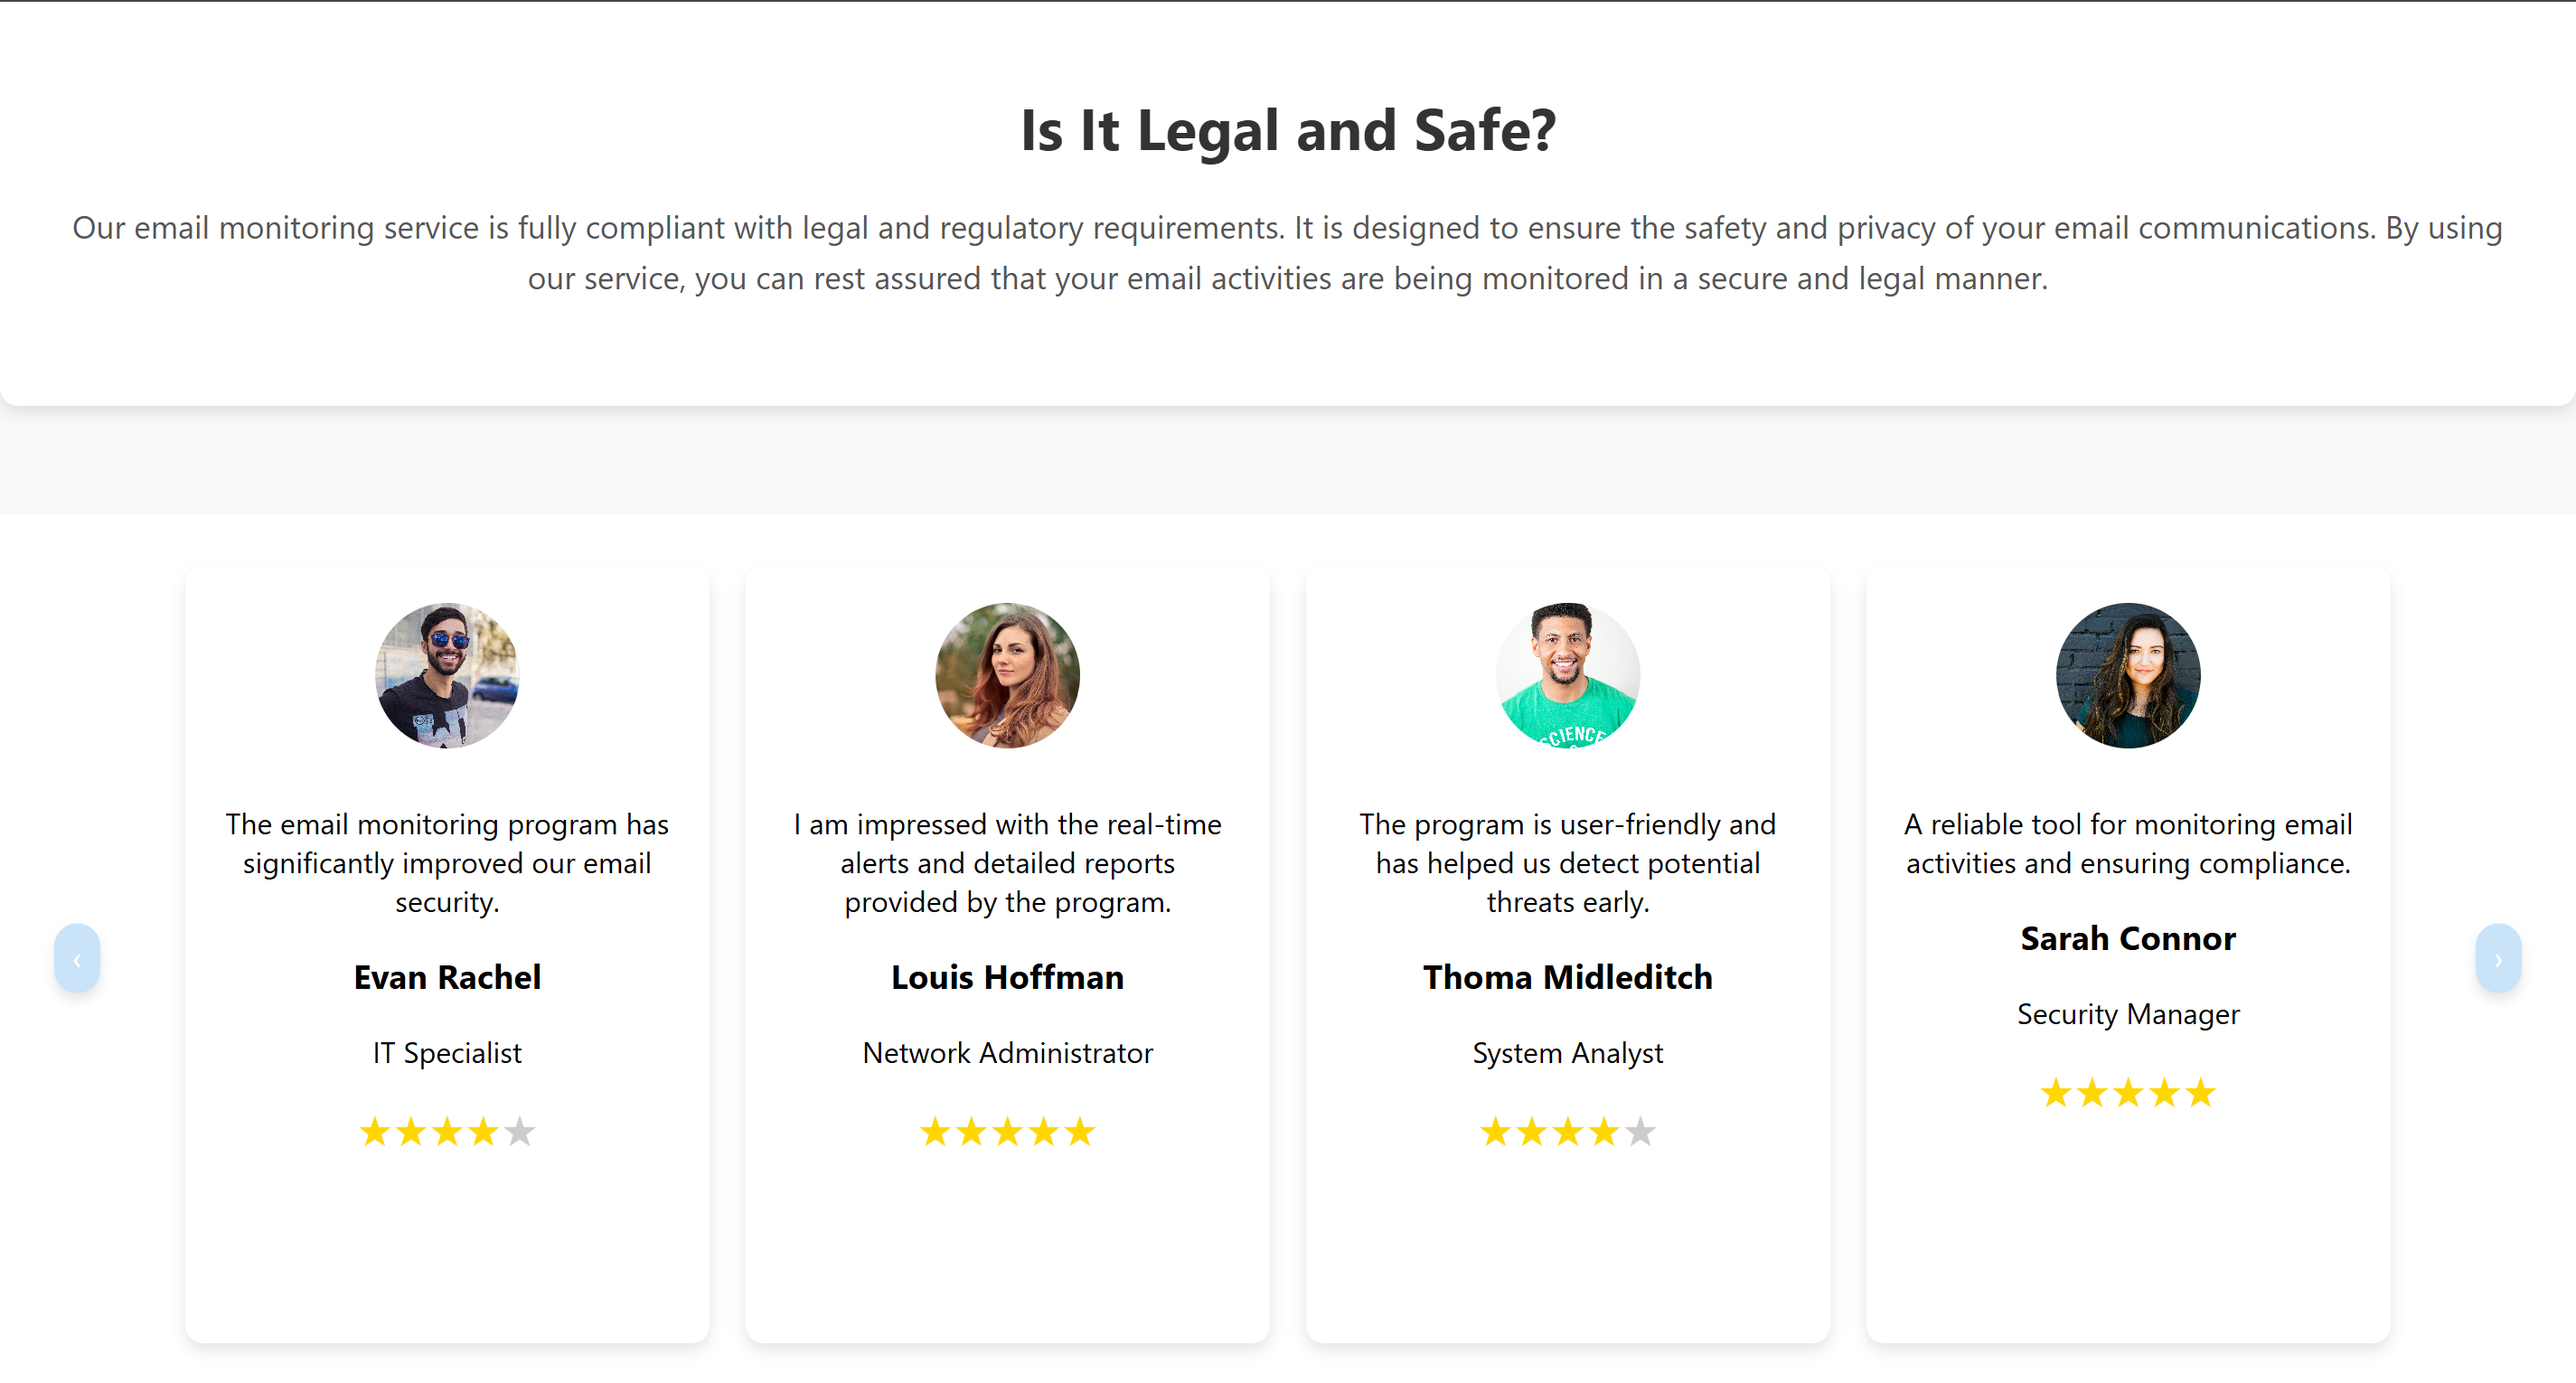 Is It Legal and Safe?
Our email monitoring service is fully compliant with legal and regulatory requirements. It is designed to ensure the safety and privacy of your email communications. By using
our service, you can rest assured that your email activities are being monitored in a secure and legal manner.
SCIENCE
The email monitoring program has
significantly improved our email
security.
Evan Rachel
IT Specialist
★★★★★
I am impressed with the real-time
alerts and detailed reports
provided by the program.
Louis Hoffman
Network Administrator
★★★★★
The program is user-friendly and
has helped us detect potential
threats early.
Thoma Midleditch
System Analyst
★★★★★
A reliable tool for monitoring email
activities and ensuring compliance.
Sarah Connor
Security Manager
★★★★★
‹
›